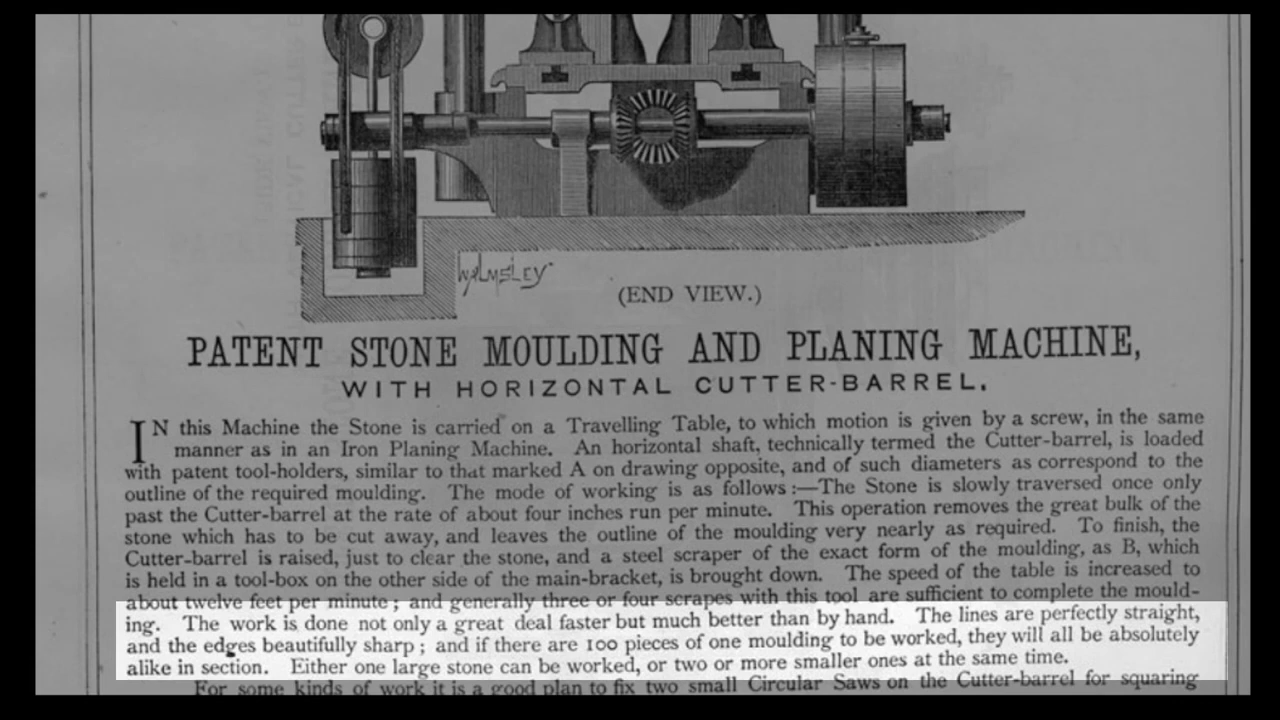 WALMSLEY
(END VIEW.)
PATENT STONE MOULDING AND PLANING MACHINE,
WITH HORIZONTAL CUTTER-BARREL.
IN this Machine the Stone is carried on a Travelling Table, to which motion is given by a screw, in the same
manner as in an Iron Planing Machine. An horizontal shaft, technically termed the Cutter-barrel, is loaded
with patent tool-holders, similar to that marked A on drawing opposite, and of such diameters as correspond to the
outline of the required moulding. The mode of working is as follows:—The Stone is slowly traversed once only
past the Cutter-barrel at the rate of about four inches run per minute. This operation removes the great bulk of the
stone which has to be cut away, and leaves the outline of the moulding very nearly as required. To finish, the
Cutter-barrel is raised, just to clear the stone, and a steel scraper of the exact form of the moulding, as B, which
is held in a tool-box on the other side of the main-bracket, is brought down. The speed of the table is increased to
about twelve feet per minute; and generally three or four scrapes with this tool are sufficient to complete the mould-
ing. The work is done not only a great deal faster but much better than by hand. The lines are perfectly straight,
and the edges beautifully sharp; and if there are 100 pieces of one moulding to be worked, they will all be absolutely
alike in section. Either one large stone can be worked, or two or more smaller ones at the same time.
For some kinds of work it is a good plan to fix two small Circular Saws on the Cutter-barrel for squaring